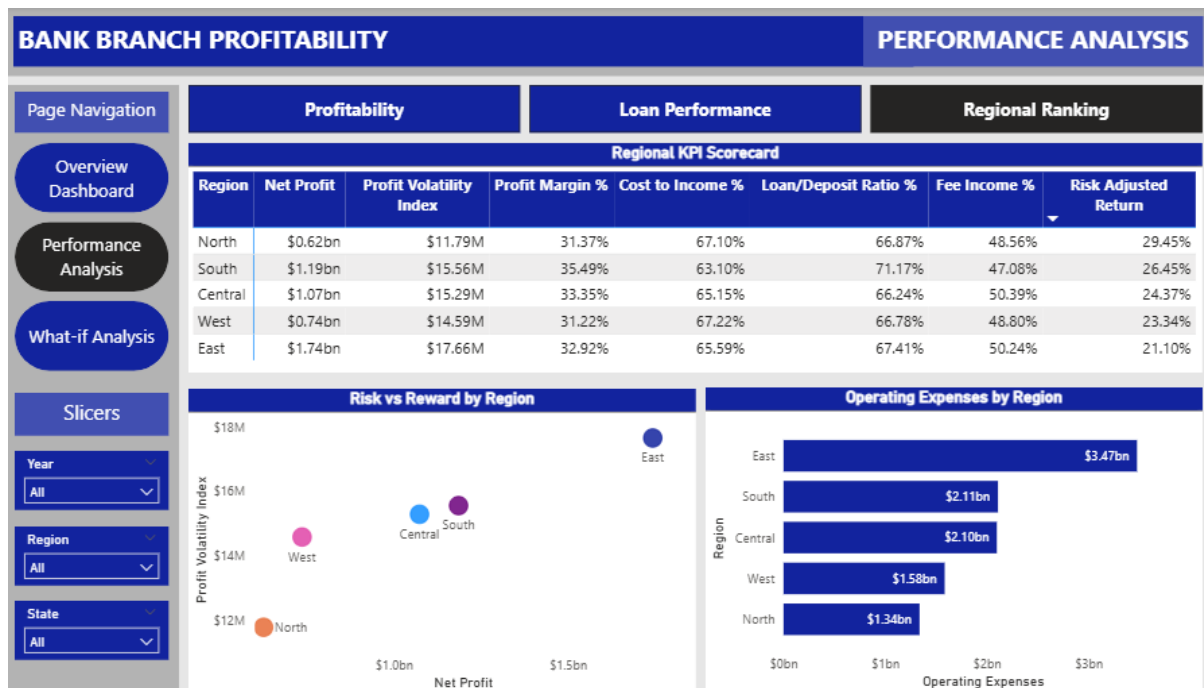 BANK BRANCH PROFITABILITY
PERFORMANCE ANALYSIS
Page Navigation
Overview
Dashboard
Performance
Analysis
What-if Analysis
Slicers
Year
All
Region
All
State
All
Profitability
Loan Performance
Regional Ranking
Regional KPI Scorecard
Region Net Profit Profit Volatility Index Profit Margin % Cost to Income % Loan/Deposit Ratio % Fee Income % Risk Adjusted Return
North $0.62bn $11.79M 31.37% 67.10% 66.87% 48.56% 29.45%
South $1.19bn $15.56M 35.49% 63.10% 71.17% 47.08% 26.45%
Central $1.07bn $15.29M 33.35% 65.15% 66.24% 50.39% 24.37%
West $0.74bn $14.59M 31.22% 67.22% 66.78% 48.80% 23.34%
East $1.74bn $17.66M 32.92% 65.59% 67.41% 50.24% 21.10%
Risk vs Reward by Region
Profit Volatility Index
$18M
$16M
$14M
$12M
East
South
Central
West
North
$1.0bn $1.5bn
Net Profit
Operating Expenses by Region
Region
East $3.47bn
South $2.11bn
Central $2.10bn
West $1.58bn
North $1.34bn
$0bn $1bn $2bn $3bn
Operating Expenses